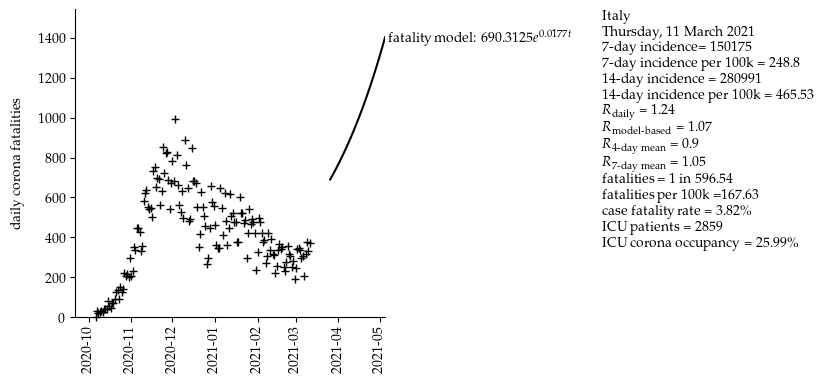 daily corona fatalities
1400
1200
1000
800
600
400
200
0
2020-10
2020-11
2020-12
2021-01
2021-02
2021-03
2021-04
2021-05
fatality model: 690.3125e^0.0177t
Italy
Thursday, 11 March 2021
7-day incidence= 150175
7-day incidence per 100k = 248.8
14-day incidence = 280991
14-day incidence per 100k = 465.53
R_daily = 1.24
R_model-based = 1.07
R_4-day mean = 0.9
R_7-day mean = 1.05
fatalities = 1 in 596.54
fatalities per 100k =167.63
case fatality rate = 3.82%
ICU patients = 2859
ICU corona occupancy = 25.99%